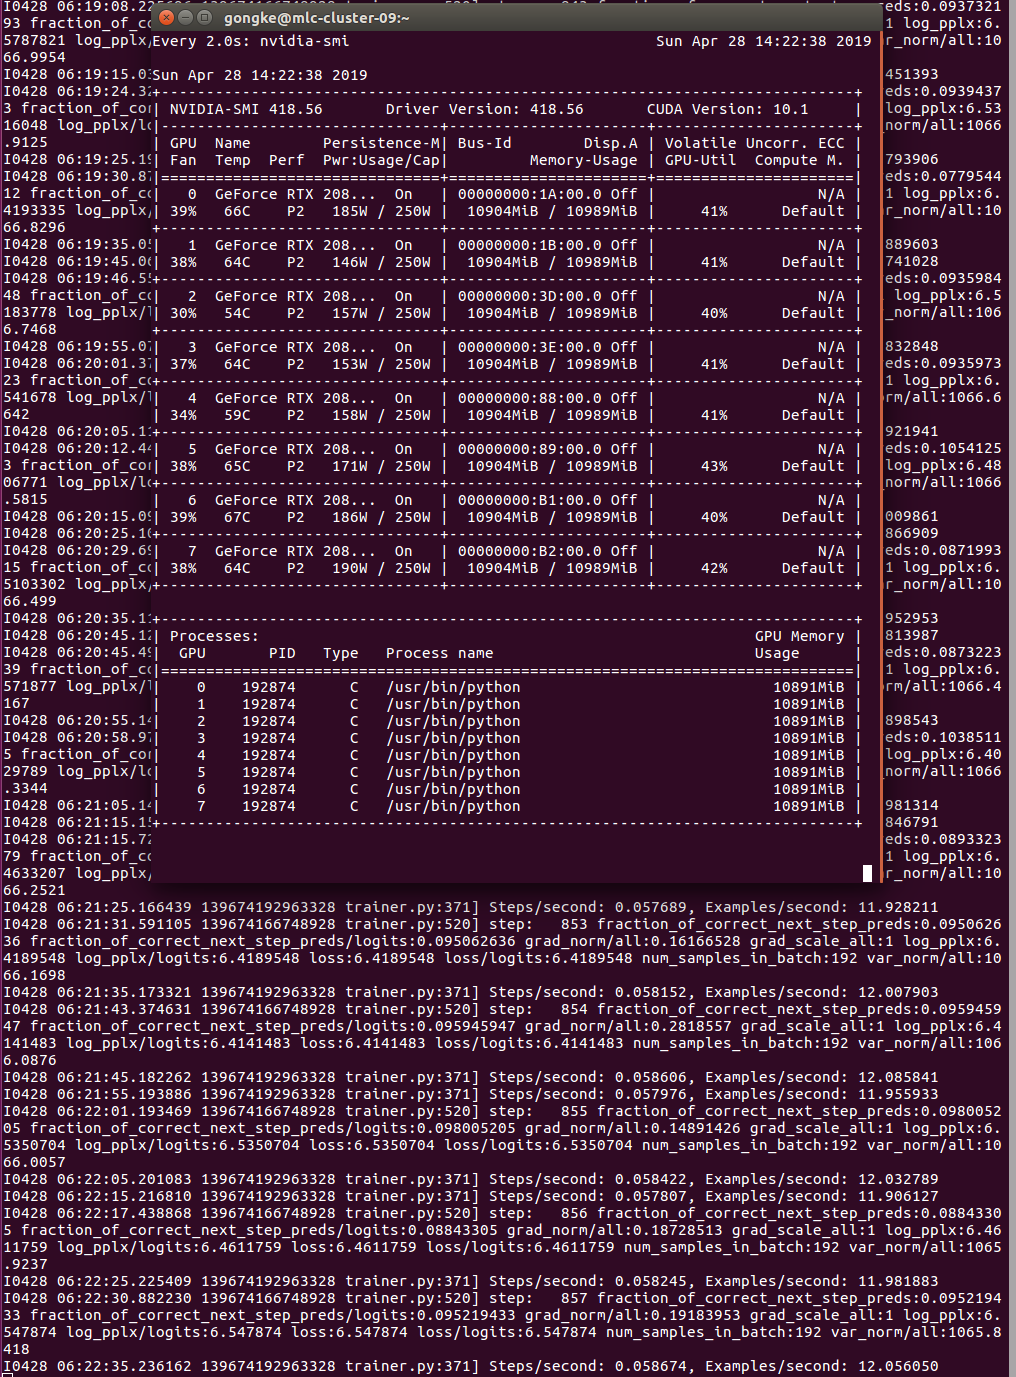 gongke@mlc-cluster-09:~
Every 2.0s: nvidia-smi Sun Apr 28 14:22:38 2019
Sun Apr 28 14:22:38 2019
+-----------------------------------------------------------------------------+
| NVIDIA-SMI 418.56       Driver Version: 418.56       CUDA Version: 10.1     |
|-------------------------------+----------------------+----------------------+
| GPU  Name        Persistence-M| Bus-Id        Disp.A | Volatile Uncorr. ECC |
| Fan  Temp  Perf  Pwr:Usage/Cap|         Memory-Usage | GPU-Util  Compute M. |
|===============================+======================+======================|
|   0  GeForce RTX 208...  On   | 00000000:1A:00.0 Off |                  N/A |
| 39%   66C    P2   185W / 250W |  10904MiB / 10989MiB |     41%      Default |
+-------------------------------+----------------------+----------------------+
|   1  GeForce RTX 208...  On   | 00000000:1B:00.0 Off |                  N/A |
| 38%   64C    P2   146W / 250W |  10904MiB / 10989MiB |     41%      Default |
+-------------------------------+----------------------+----------------------+
|   2  GeForce RTX 208...  On   | 00000000:3D:00.0 Off |                  N/A |
| 30%   54C    P2   157W / 250W |  10904MiB / 10989MiB |     40%      Default |
+-------------------------------+----------------------+----------------------+
|   3  GeForce RTX 208...  On   | 00000000:3E:00.0 Off |                  N/A |
| 37%   64C    P2   153W / 250W |  10904MiB / 10989MiB |     41%      Default |
+-------------------------------+----------------------+----------------------+
|   4  GeForce RTX 208...  On   | 00000000:88:00.0 Off |                  N/A |
| 34%   59C    P2   158W / 250W |  10904MiB / 10989MiB |     41%      Default |
+-------------------------------+----------------------+----------------------+
|   5  GeForce RTX 208...  On   | 00000000:89:00.0 Off |                  N/A |
| 38%   65C    P2   171W / 250W |  10904MiB / 10989MiB |     43%      Default |
+-------------------------------+----------------------+----------------------+
|   6  GeForce RTX 208...  On   | 00000000:B1:00.0 Off |                  N/A |
| 39%   67C    P2   186W / 250W |  10904MiB / 10989MiB |     40%      Default |
+-------------------------------+----------------------+----------------------+
|   7  GeForce RTX 208...  On   | 00000000:B2:00.0 Off |                  N/A |
| 38%   64C    P2   190W / 250W |  10904MiB / 10989MiB |     42%      Default |
+-------------------------------+----------------------+----------------------+
+-----------------------------------------------------------------------------+
| Processes:                                                       GPU Memory |
|  GPU       PID   Type   Process name                             Usage      |
|=============================================================================|
|    0    192874      C   /usr/bin/python                            10891MiB |
|    1    192874      C   /usr/bin/python                            10891MiB |
|    2    192874      C   /usr/bin/python                            10891MiB |
|    3    192874      C   /usr/bin/python                            10891MiB |
|    4    192874      C   /usr/bin/python                            10891MiB |
|    5    192874      C   /usr/bin/python                            10891MiB |
|    6    192874      C   /usr/bin/python                            10891MiB |
|    7    192874      C   /usr/bin/python                            10891MiB |
+-----------------------------------------------------------------------------+
I0428 06:19:08.22 eds:0.0937321
93 fraction_of_co 1 log_pplx:6.
5787821 log_pplx/ r_norm/all:10
66.9954
I0428 06:19:15.03 451393
I0428 06:19:24.32 eds:0.0939437
3 fraction_of_cor log_pplx:6.53
16048 log_pplx/lo norm/all:1066
.9125
I0428 06:19:25.19 793906
I0428 06:19:30.87 eds:0.0779544
12 fraction_of_co 1 log_pplx:6.
4193335 log_pplx/ r_norm/all:10
66.8296
I0428 06:19:35.05 889603
I0428 06:19:45.06 741028
I0428 06:19:46.55 eds:0.0935984
48 fraction_of_co log_pplx:6.5
183778 log_pplx/l _norm/all:106
6.7468
I0428 06:19:55.07 832848
I0428 06:20:01.37 eds:0.0935973
23 fraction_of_co 1 log_pplx:6.
541678 log_pplx/l rm/all:1066.6
642
I0428 06:20:05.11 921941
I0428 06:20:12.44 eds:0.1054125
3 fraction_of_cor log_pplx:6.48
06771 log_pplx/lo norm/all:1066
.5815
I0428 06:20:15.09 009861
I0428 06:20:25.10 866909
I0428 06:20:29.69 eds:0.0871993
15 fraction_of_co 1 log_pplx:6.
5103302 log_pplx/ r_norm/all:10
66.499
I0428 06:20:35.11 952953
I0428 06:20:45.12 813987
I0428 06:20:45.49 eds:0.0873223
39 fraction_of_co 1 log_pplx:6.
571877 log_pplx/l rm/all:1066.4
167
I0428 06:20:55.14 898543
I0428 06:20:58.97 eds:0.1038511
5 fraction_of_cor log_pplx:6.40
29789 log_pplx/lo norm/all:1066
.3344
I0428 06:21:05.14 981314
I0428 06:21:15.15 846791
I0428 06:21:15.72 eds:0.0893323
79 fraction_of_co 1 log_pplx:6.
4633207 log_pplx/ r_norm/all:10
66.2521
I0428 06:21:25.166439 139674192963328 trainer.py:371] Steps/second: 0.057689, Examples/second: 11.928211
I0428 06:21:31.591105 139674166748928 trainer.py:520] step:   853 fraction_of_correct_next_step_preds:0.0950626
36 fraction_of_correct_next_step_preds/logits:0.095062636 grad_norm/all:0.16166528 grad_scale_all:1 log_pplx:6.
4189548 log_pplx/logits:6.4189548 loss:6.4189548 loss/logits:6.4189548 num_samples_in_batch:192 var_norm/all:10
66.1698
I0428 06:21:35.173321 139674192963328 trainer.py:371] Steps/second: 0.058152, Examples/second: 12.007903
I0428 06:21:43.374631 139674166748928 trainer.py:520] step:   854 fraction_of_correct_next_step_preds:0.0959459
47 fraction_of_correct_next_step_preds/logits:0.095945947 grad_norm/all:0.2818557 grad_scale_all:1 log_pplx:6.4
141483 log_pplx/logits:6.4141483 loss:6.4141483 loss/logits:6.4141483 num_samples_in_batch:192 var_norm/all:106
6.0876
I0428 06:21:45.182262 139674192963328 trainer.py:371] Steps/second: 0.058606, Examples/second: 12.085841
I0428 06:21:55.193886 139674192963328 trainer.py:371] Steps/second: 0.057976, Examples/second: 11.955933
I0428 06:22:01.193469 139674166748928 trainer.py:520] step:   855 fraction_of_correct_next_step_preds:0.0980052
05 fraction_of_correct_next_step_preds/logits:0.098005205 grad_norm/all:0.14891426 grad_scale_all:1 log_pplx:6.
5350704 log_pplx/logits:6.5350704 loss:6.5350704 loss/logits:6.5350704 num_samples_in_batch:192 var_norm/all:10
66.0057
I0428 06:22:05.201083 139674192963328 trainer.py:371] Steps/second: 0.058422, Examples/second: 12.032789
I0428 06:22:15.216810 139674192963328 trainer.py:371] Steps/second: 0.057807, Examples/second: 11.906127
I0428 06:22:17.438868 139674166748928 trainer.py:520] step:   856 fraction_of_correct_next_step_preds:0.0884330
5 fraction_of_correct_next_step_preds/logits:0.08843305 grad_norm/all:0.18728513 grad_scale_all:1 log_pplx:6.46
11759 log_pplx/logits:6.4611759 loss:6.4611759 loss/logits:6.4611759 num_samples_in_batch:192 var_norm/all:1065
.9237
I0428 06:22:25.225409 139674192963328 trainer.py:371] Steps/second: 0.058245, Examples/second: 11.981883
I0428 06:22:30.882230 139674166748928 trainer.py:520] step:   857 fraction_of_correct_next_step_preds:0.0952194
33 fraction_of_correct_next_step_preds/logits:0.095219433 grad_norm/all:0.19183953 grad_scale_all:1 log_pplx:6.
547874 log_pplx/logits:6.547874 loss:6.547874 loss/logits:6.547874 num_samples_in_batch:192 var_norm/all:1065.8
418
I0428 06:22:35.236162 139674192963328 trainer.py:371] Steps/second: 0.058674, Examples/second: 12.056050